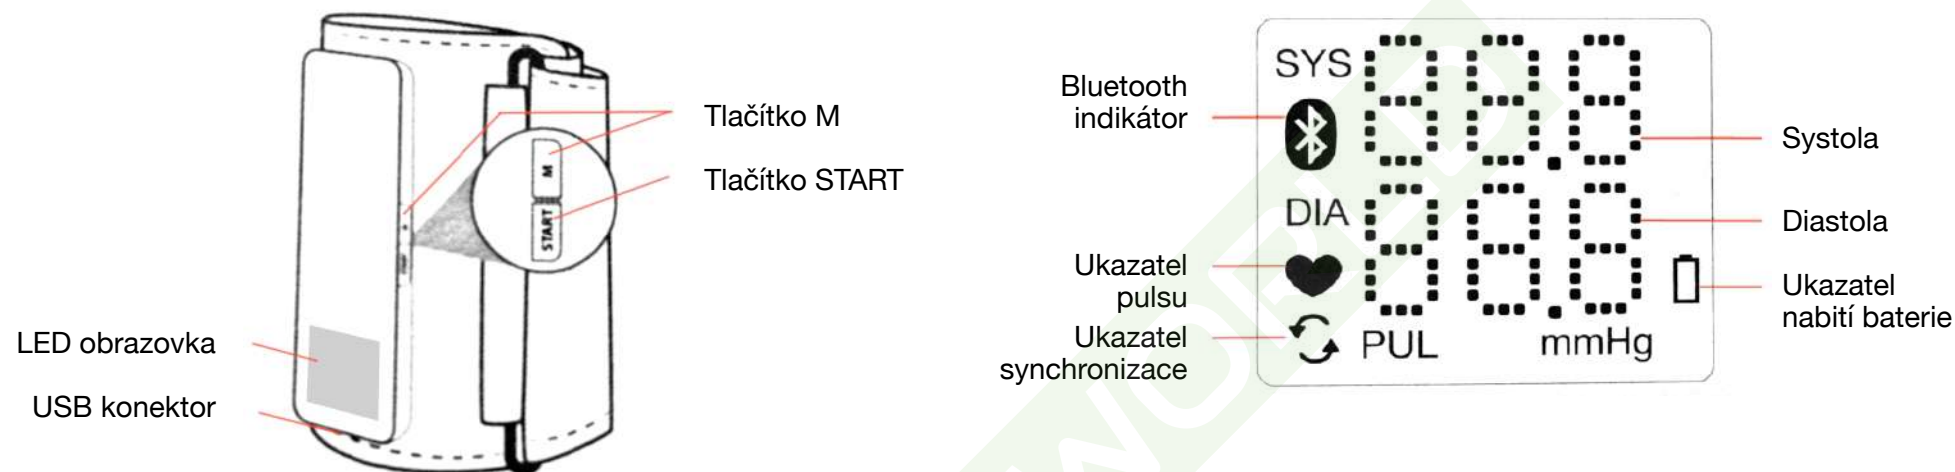 Tlačítko M
Tlačítko START
M
START
LED obrazovka
USB konektor
Bluetooth
indikátor
Ukazatel
pulsu
Ukazatel
synchronizace
SYS
DIA
PUL
mmHg
Systola
Diastola
Ukazatel
nabití baterie
WORLD